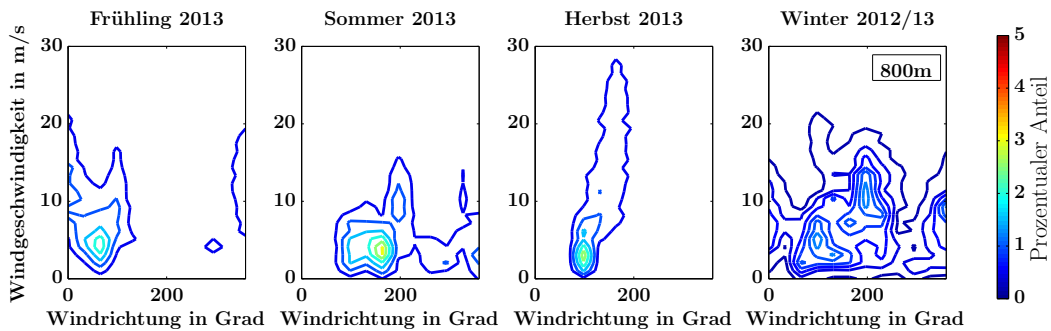 Frühling 2013
Sommer 2013
Herbst 2013
Winter 2012/13
Windgeschwindigkeit in m/s
30
20
10
0
0
200
Windrichtung in Grad
30
20
10
0
0
200
Windrichtung in Grad
30
20
10
0
0
200
Windrichtung in Grad
800m
30
20
10
0
0
200
Windrichtung in Grad
5
4
3
2
1
0
Prozentualer Anteil